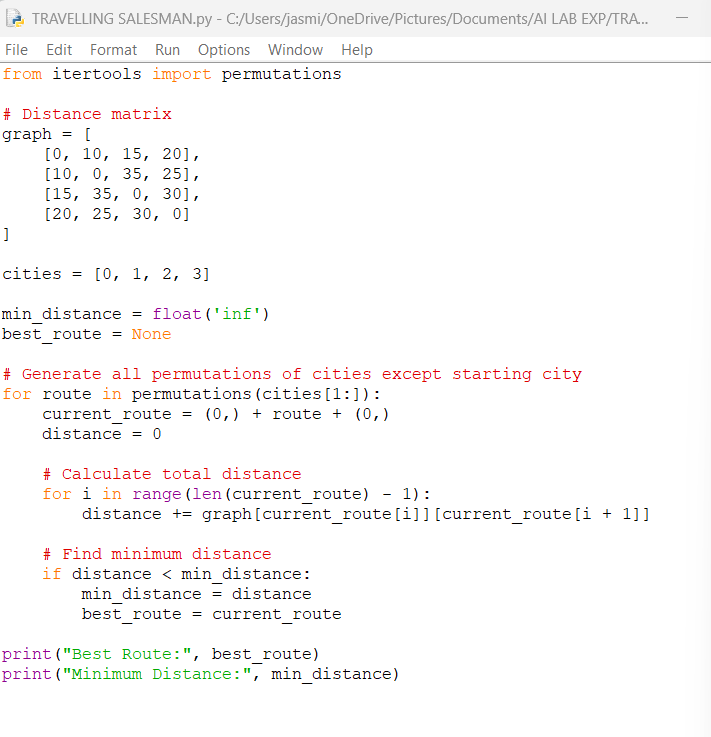 TRAVELLING SALESMAN.py - C:/Users/jasmi/OneDrive/Pictures/Documents/AI LAB EXP/TRA...
File Edit Format Run Options Window Help
from itertools import permutations

# Distance matrix
graph = [
    [0, 10, 15, 20],
    [10, 0, 35, 25],
    [15, 35, 0, 30],
    [20, 25, 30, 0]
]

cities = [0, 1, 2, 3]

min_distance = float('inf')
best_route = None

# Generate all permutations of cities except starting city
for route in permutations(cities[1:]):
    current_route = (0,) + route + (0,)
    distance = 0

    # Calculate total distance
    for i in range(len(current_route) - 1):
        distance += graph[current_route[i]][current_route[i + 1]]

    # Find minimum distance
    if distance < min_distance:
        min_distance = distance
        best_route = current_route

print("Best Route:", best_route)
print("Minimum Distance:", min_distance)